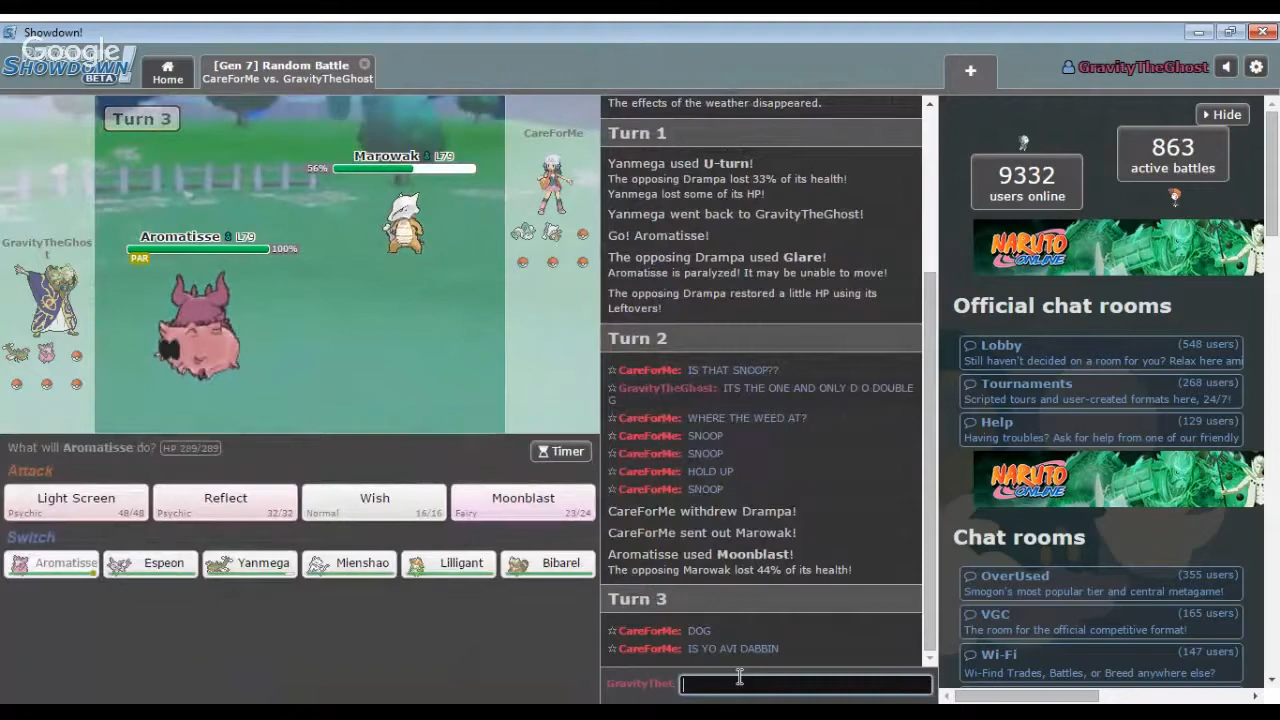 Showdown!
Google
SHOWDOWN
BETA
Home
[Gen 7] Random Battle
CareForMe vs. GravityTheGhost
+
GravityTheGhost
Turn 3
Marowak L79
56%
Aromatisse L79
100%
PAR
GravityTheGhos
t
CareForMe
What will Aromatisse do? HP 289/289
Timer
Attack
Light Screen
Psychic 48/48
Reflect
Psychic 32/32
Wish
Normal 16/16
Moonblast
Fairy 23/24
Switch
Aromatisse
Espeon
Yanmega
Mienshao
Lilligant
Bibarel
The effects of the weather disappeared.
Turn 1
Yanmega used U-turn!
The opposing Drampa lost 33% of its health!
Yanmega lost some of its HP!
Yanmega went back to GravityTheGhost!
Go! Aromatisse!
The opposing Drampa used Glare!
Aromatisse is paralyzed! It may be unable to move!
The opposing Drampa restored a little HP using its
Leftovers!
Turn 2
☆CareForMe: IS THAT SNOOP??
☆GravityTheGhost: ITS THE ONE AND ONLY D O DOUBLE
G
☆CareForMe: WHERE THE WEED AT?
☆CareForMe: SNOOP
☆CareForMe: SNOOP
☆CareForMe: HOLD UP
☆CareForMe: SNOOP
CareForMe withdrew Drampa!
CareForMe sent out Marowak!
Aromatisse used Moonblast!
The opposing Marowak lost 44% of its health!
Turn 3
☆CareForMe: DOG
☆CareForMe: IS YO AVI DABBIN
GravityTheG:
Hide
9332
users online
863
active battles
NARUTO
ONLINE
Official chat rooms
Lobby (548 users)
Still haven't decided on a room for you? Relax here ami
Tournaments (268 users)
Scripted tours and user-created formats here, 24/7!
Help (129 users)
Having troubles? Ask for help from one of our friendly
NARUTO
ONLINE
Chat rooms
OverUsed (355 users)
Smogon's most popular tier and central metagame!
VGC (165 users)
The room for the official competitive format!
Wi-Fi (147 users)
Wi-Find Trades, Battles, or Breed anywhere else?